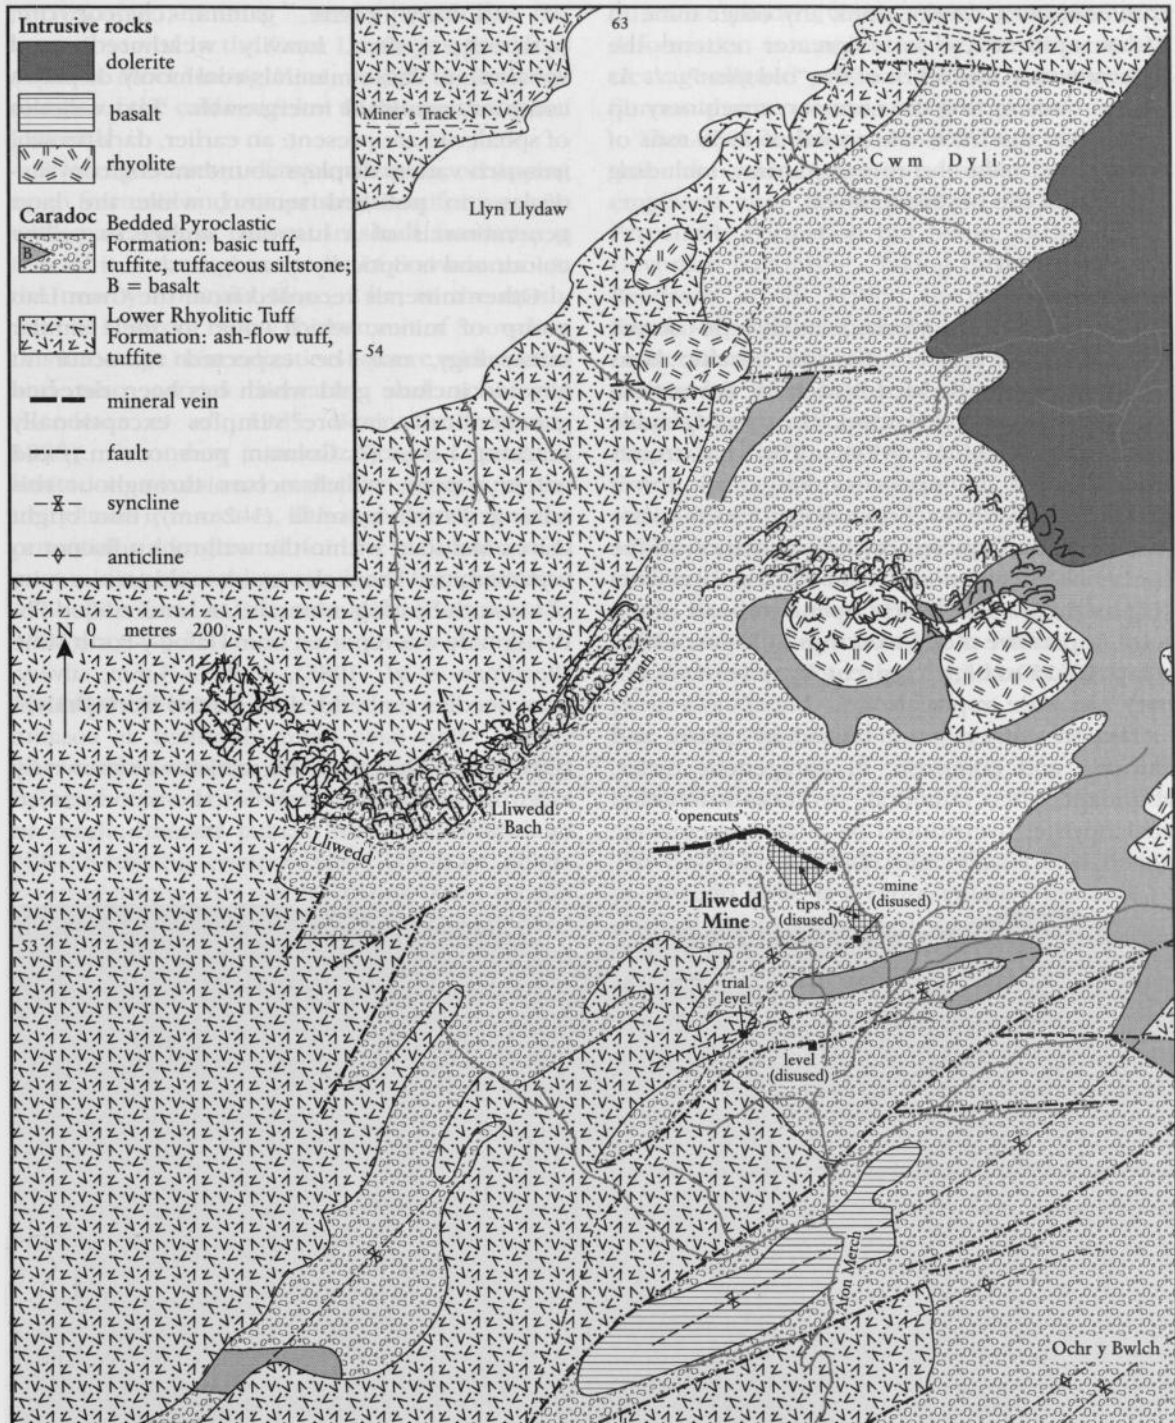 Intrusive rocks
dolerite
basalt
rhyolite
Caradoc
Bedded Pyroclastic
Formation: basic tuff,
tuffite, tuffaceous siltstone;
B = basalt
B
Lower Rhyolitic Tuff
Formation: ash-flow tuff,
tuffite
mineral vein
fault
syncline
anticline
63
Miner's Track
Llyn Llydaw
Cwm Dyli
54
N
0 metres 200
footpath
Lliwedd
Lliwedd
Bach
'opencuts'
Lliwedd
Mine
tips
(disused)
mine
(disused)
53
trial
level
level
(disused)
Afon Merch
Ochr y Bwlch